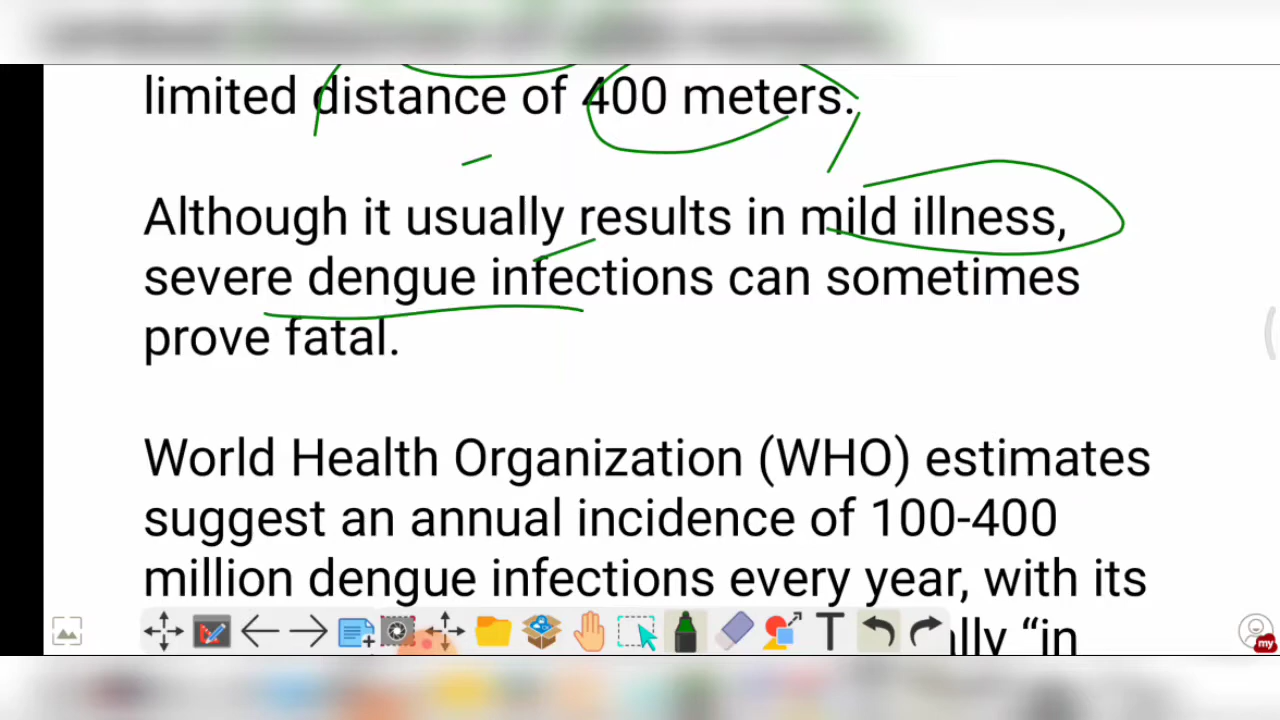 limited distance of 400 meters.
Although it usually results in mild illness,
severe dengue infections can sometimes
prove fatal.
World Health Organization (WHO) estimates
suggest an annual incidence of 100-400
million dengue infections every year, with its
"in
my